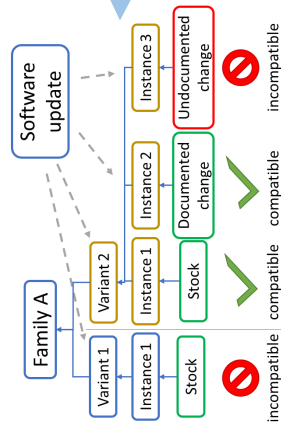 Software
update
Family A
Variant 1
Variant 2
Instance 1
Instance 1
Instance 2
Instance 3
Stock
Stock
Documented
change
Undocumented
change
incompatible
compatible
compatible
incompatible